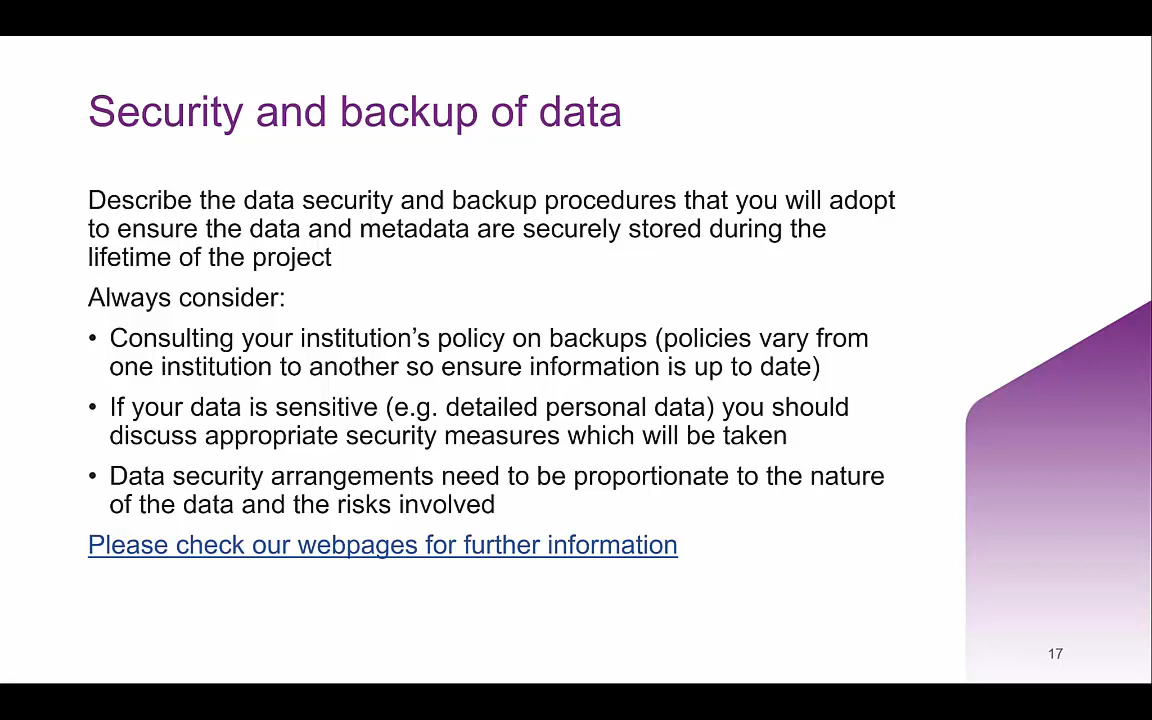 Security and backup of data
Describe the data security and backup procedures that you will adopt
to ensure the data and metadata are securely stored during the
lifetime of the project
Always consider:
• Consulting your institution’s policy on backups (policies vary from
one institution to another so ensure information is up to date)
• If your data is sensitive (e.g. detailed personal data) you should
discuss appropriate security measures which will be taken
• Data security arrangements need to be proportionate to the nature
of the data and the risks involved
Please check our webpages for further information
17